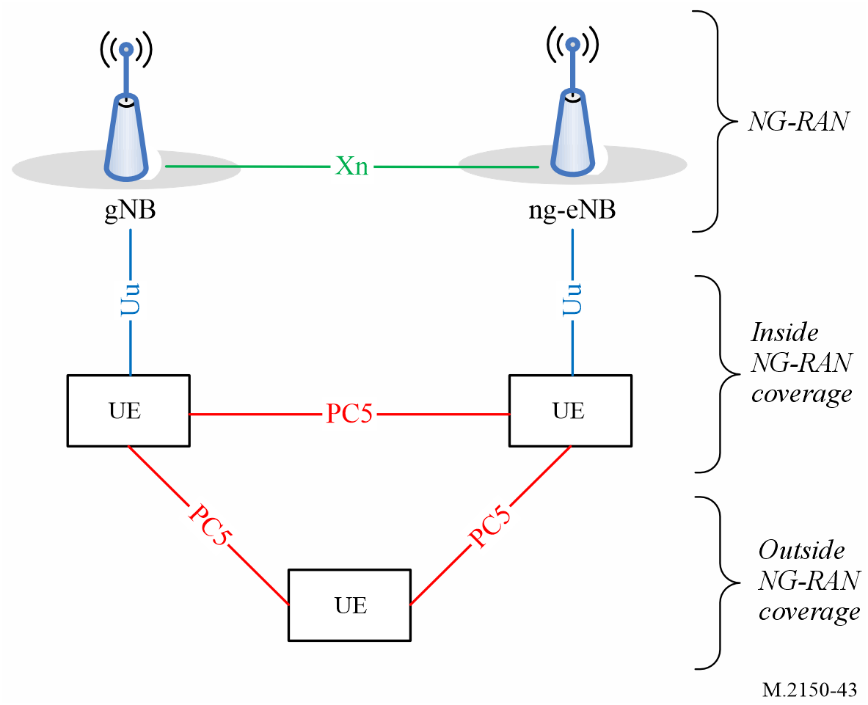 NG-RAN
Xn
gNB
ng-eNB
Uu
Uu
Inside
NG-RAN
coverage
UE
PC5
UE
PC5
PC5
Outside
NG-RAN
coverage
UE
M.2150-43